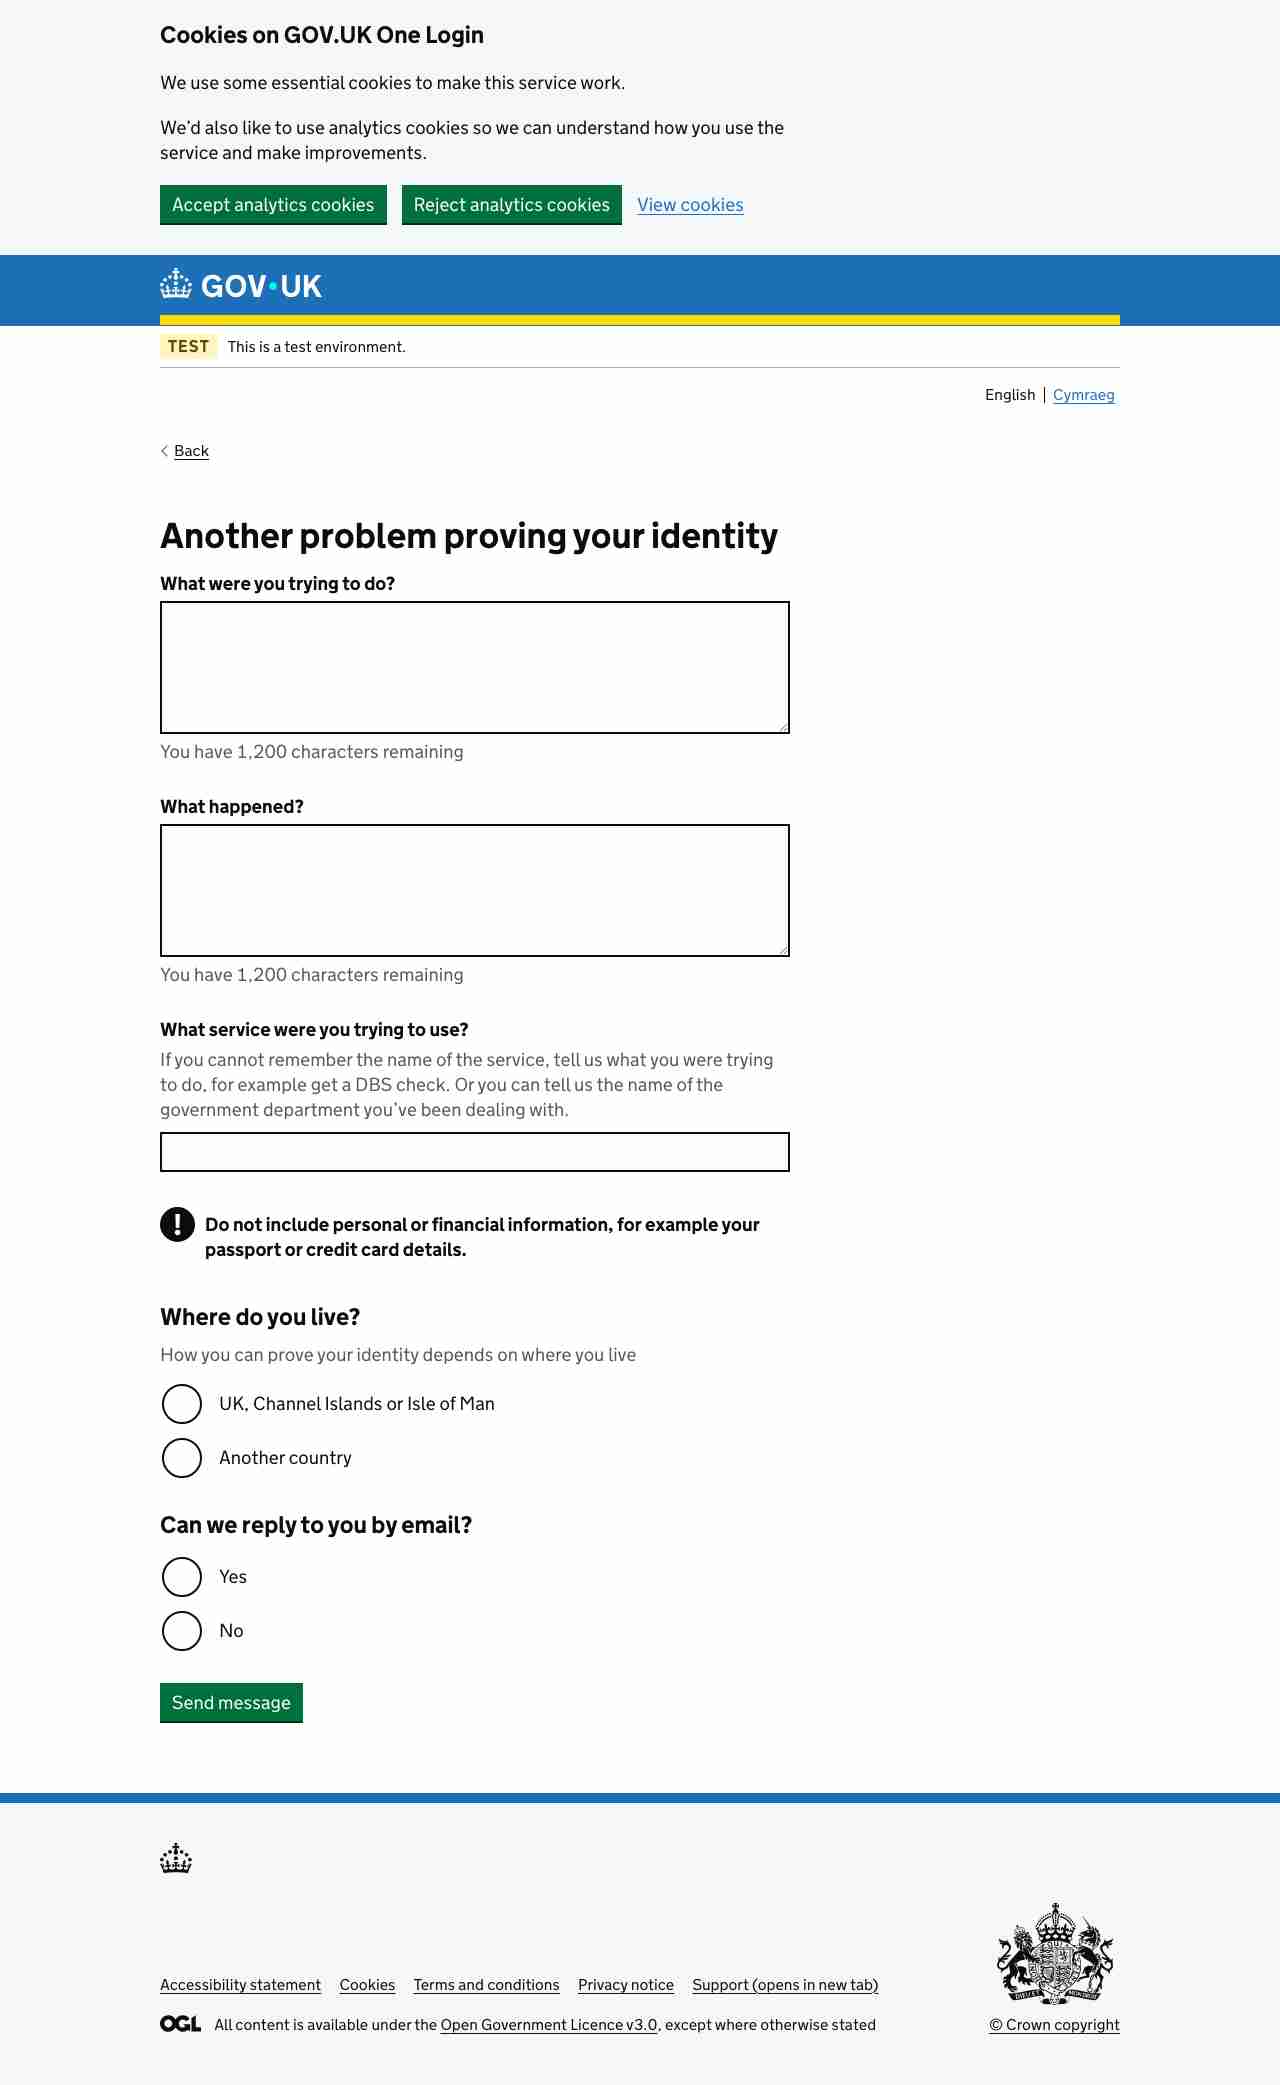 Cookies on GOV.UK One Login
We use some essential cookies to make this service work.
We'd also like to use analytics cookies so we can understand how you use the
service and make improvements.
Accept analytics cookies Reject analytics cookies View cookies
GOV·UK
TEST This is a test environment.
English Cymraeg
Back
Another problem proving your identity
What were you trying to do?
You have 1,200 characters remaining
What happened?
You have 1,200 characters remaining
What service were you trying to use?
If you cannot remember the name of the service, tell us what you were trying
to do, for example get a DBS check. Or you can tell us the name of the
government department you've been dealing with.
! Do not include personal or financial information, for example your
passport or credit card details.
Where do you live?
How you can prove your identity depends on where you live
UK, Channel Islands or Isle of Man
Another country
Can we reply to you by email?
Yes
No
Send message
Accessibility statement Cookies Terms and conditions Privacy notice Support (opens in new tab)
OGL All content is available under the Open Government Licence v3.0, except where otherwise stated
© Crown copyright